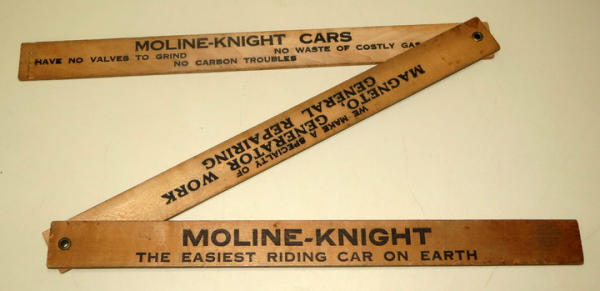 MOLINE-KNIGHT CARS
HAVE NO VALVES TO GRIND NO WASTE OF COSTLY GAS
NO CARBON TROUBLES
WE MAKE A SPECIALTY OF
MAGNETO, GENERATOR WORK
GENERAL REPAIRING
MOLINE-KNIGHT
THE EASIEST RIDING CAR ON EARTH